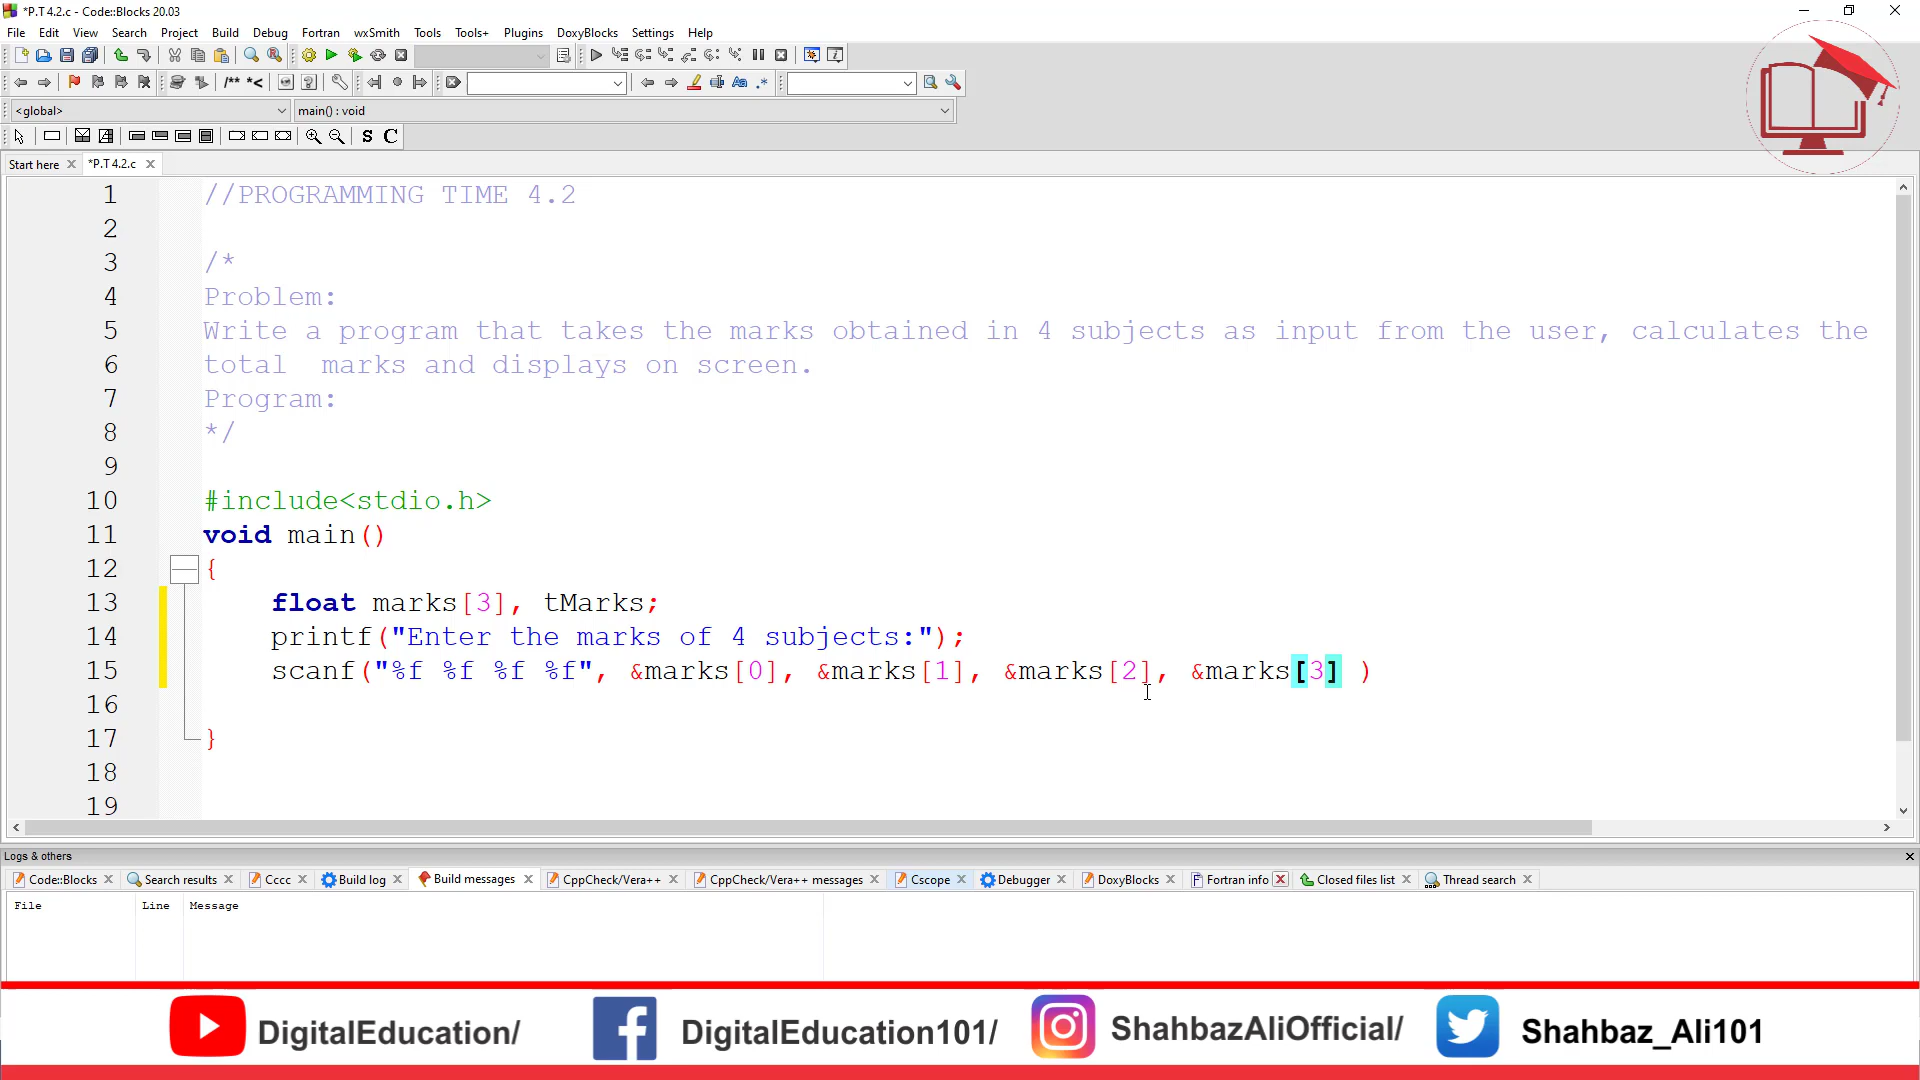 *P.T 4.2.c - Code::Blocks 20.03
File Edit View Search Project Build Debug Fortran wxSmith Tools Tools+ Plugins DoxyBlocks Settings Help
/** *<
<global> main() : void
S C
Start here *P.T 4.2.c
1 //PROGRAMMING TIME 4.2
2
3 /*
4 Problem:
5 Write a program that takes the marks obtained in 4 subjects as input from the user, calculates the
6 total  marks and displays on screen.
7 Program:
8 */
9
10 #include<stdio.h>
11 void main()
12 {
13 float marks[3], tMarks;
14 printf("Enter the marks of 4 subjects:");
15 scanf("%f %f %f %f", &marks[0], &marks[1], &marks[2], &marks[3] )
16
17 }
18
19
Logs & others
Code::Blocks Search results Cccc Build log Build messages CppCheck/Vera++ CppCheck/Vera++ messages Cscope Debugger DoxyBlocks Fortran info Closed files list Thread search
File Line Message
DigitalEducation/ DigitalEducation101/ ShahbazAliOfficial/ Shahbaz_Ali101